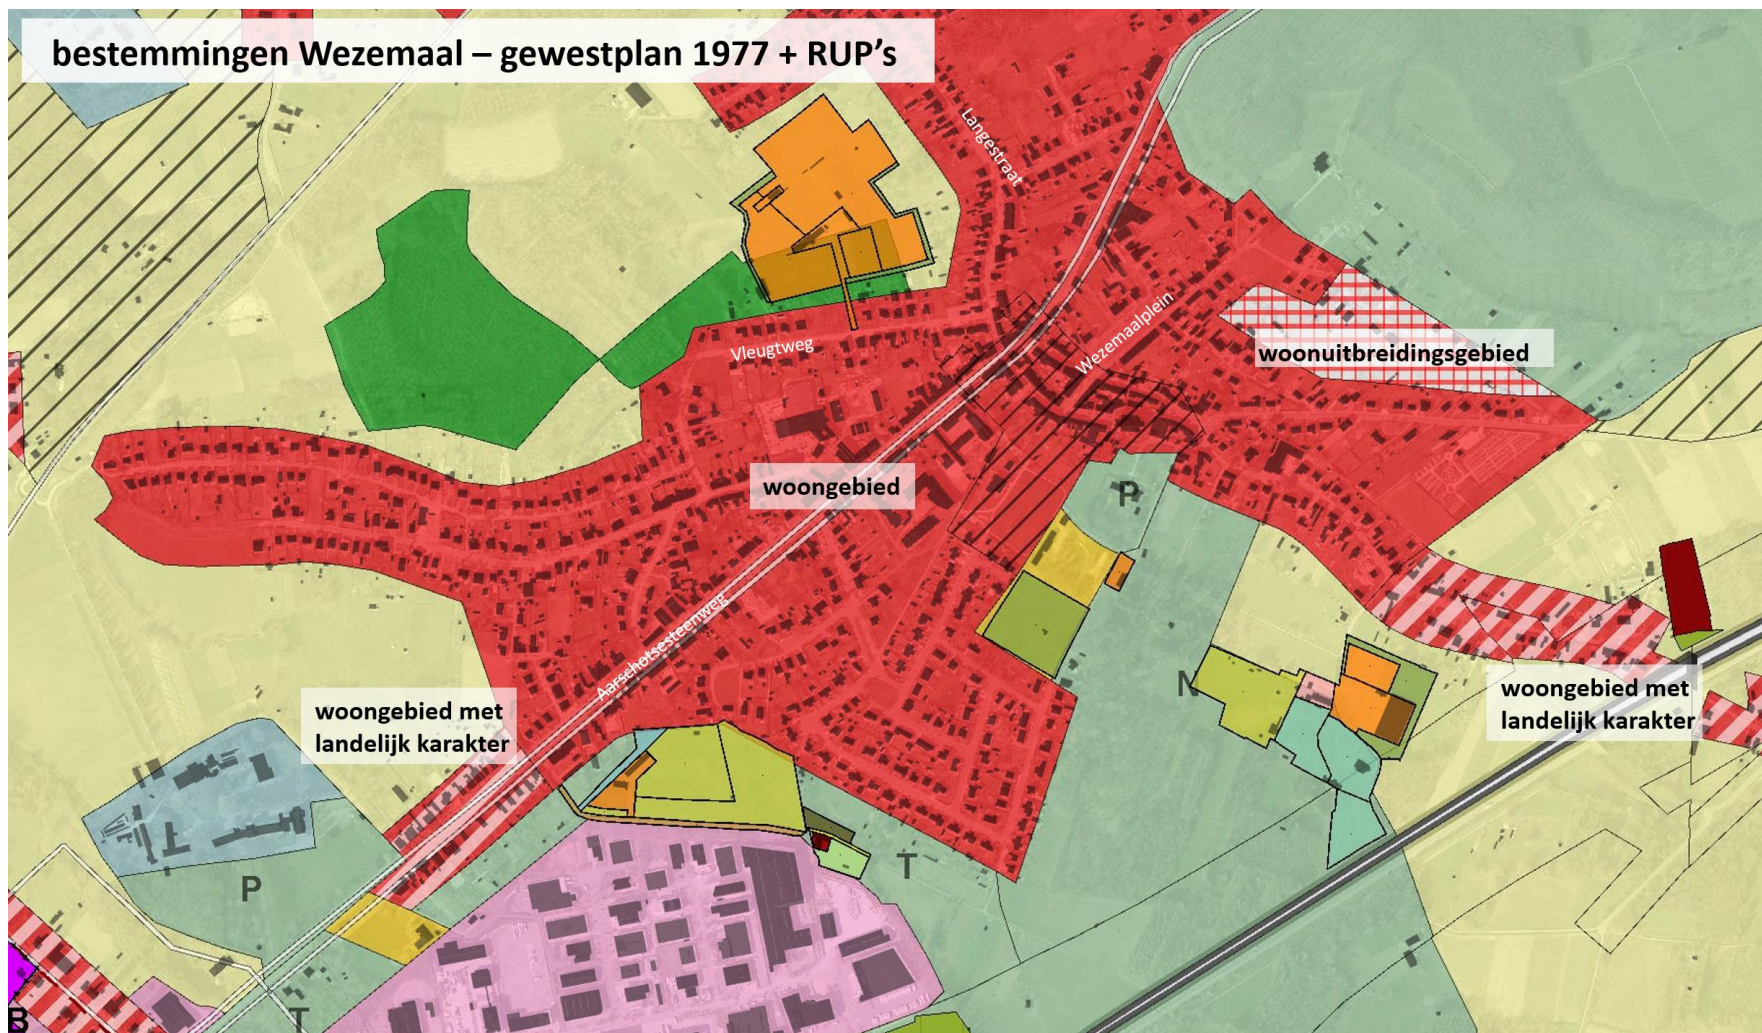 bestemmingen Wezemaal – gewestplan 1977 + RUP's
Langestraat
Wezemaalplein
Vleugtweg
woonuitbreidingsgebied
woongebied
P
Aarschotsesteenweg
N
woongebied met
landelijk karakter
woongebied met
landelijk karakter
P
T
T
B